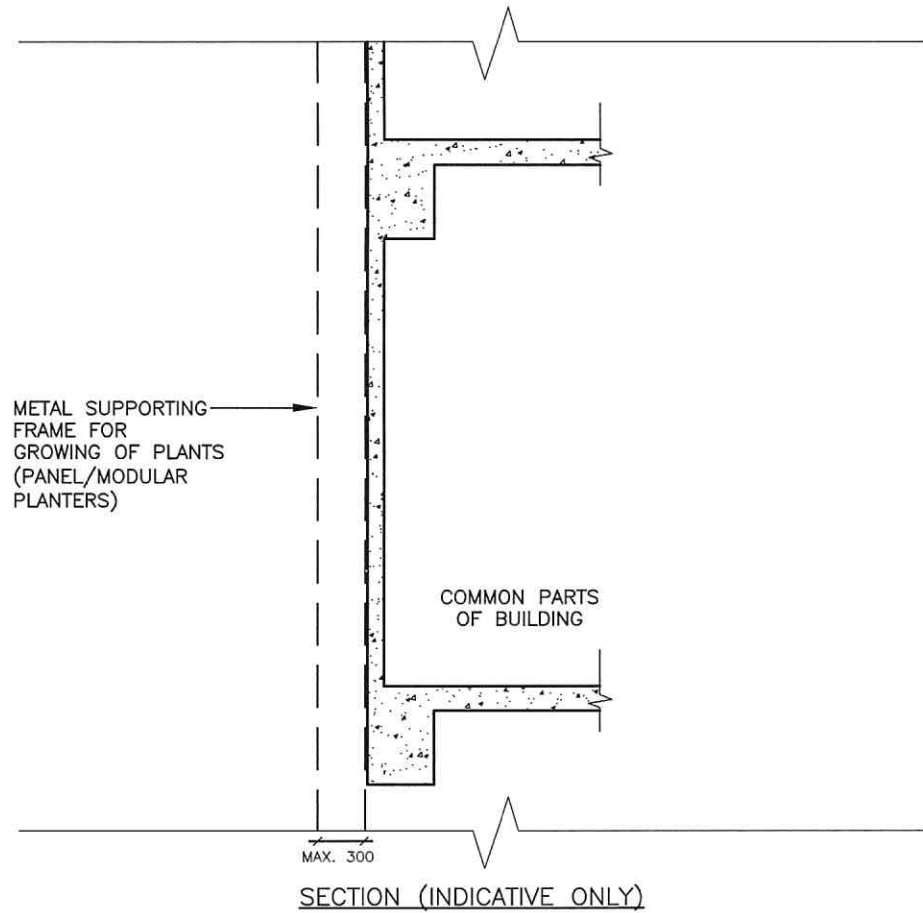 METAL SUPPORTING
FRAME FOR
GROWING OF PLANTS
(PANEL/MODULAR
PLANTERS)
COMMON PARTS
OF BUILDING
MAX. 300
SECTION (INDICATIVE ONLY)